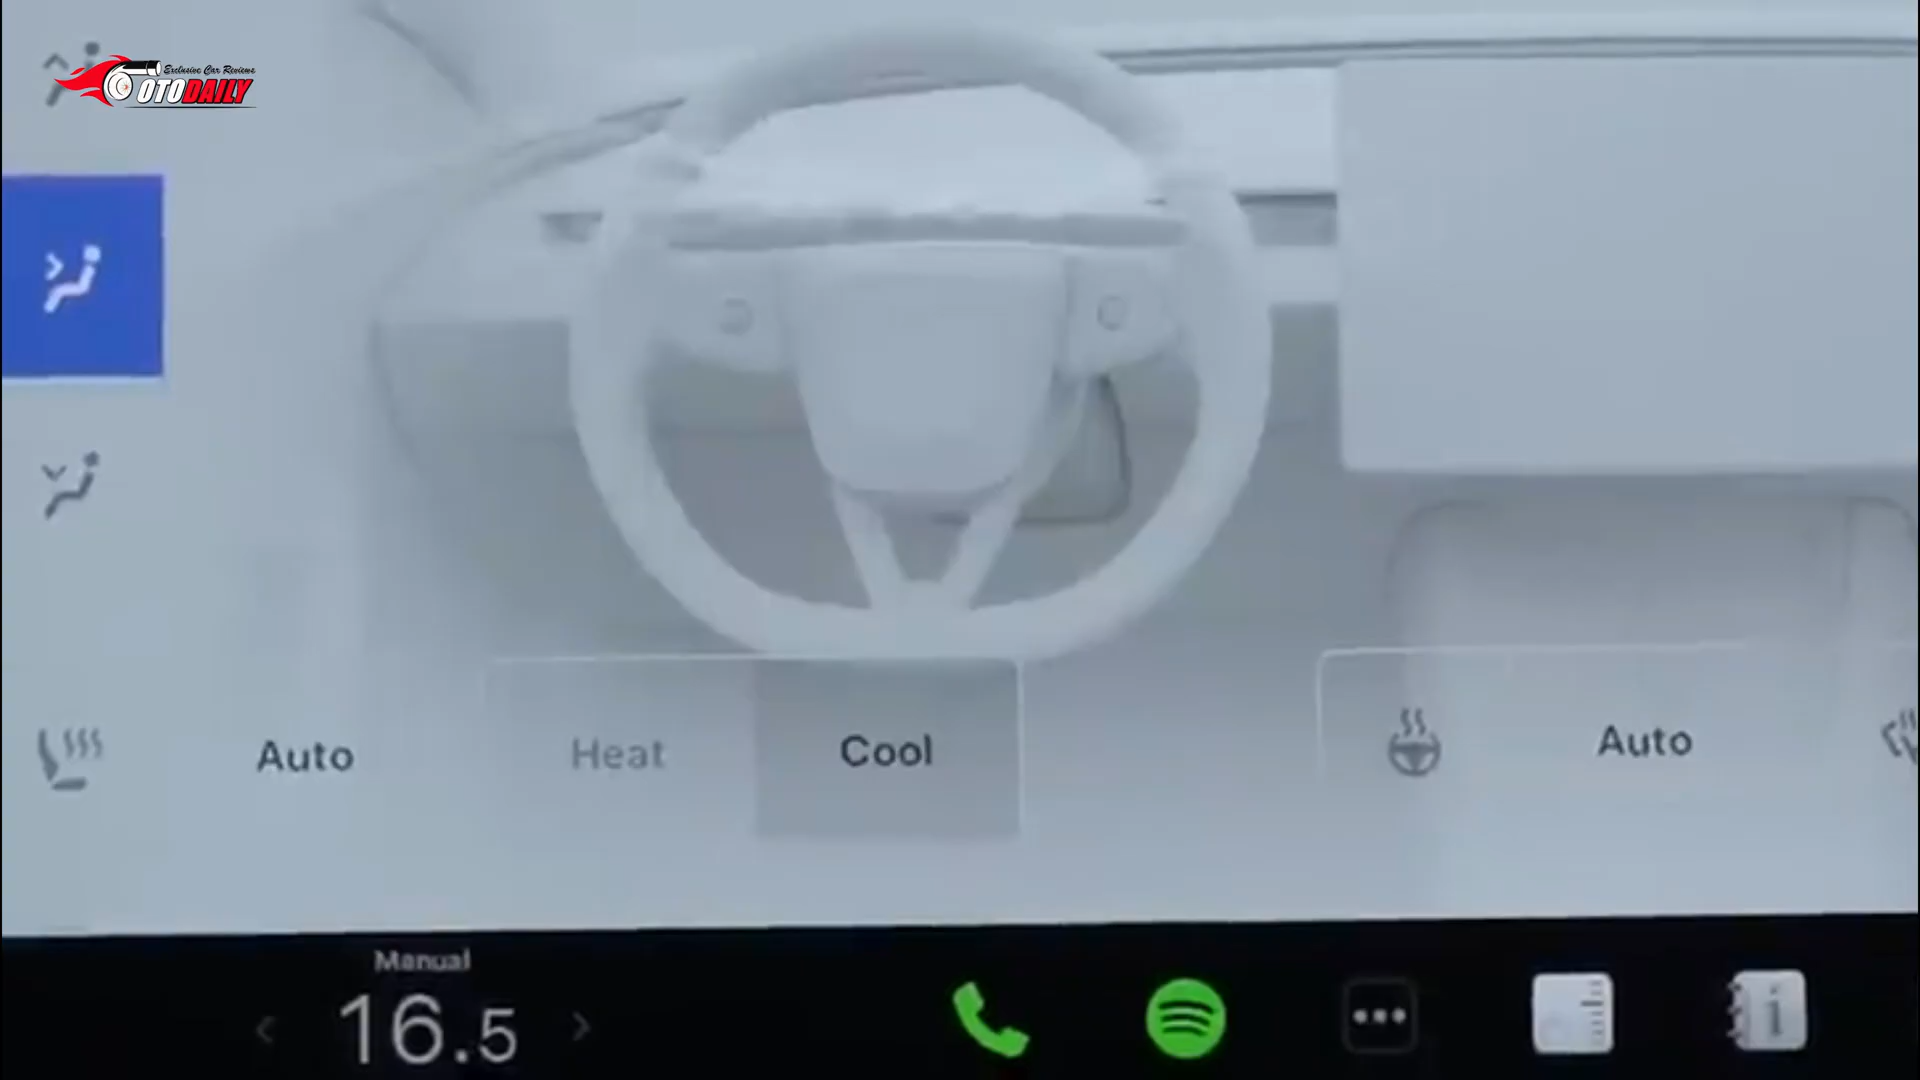 Exclusive Car Reviews
OTODAILY
Auto
Heat
Cool
Auto
Manual
16.5
i